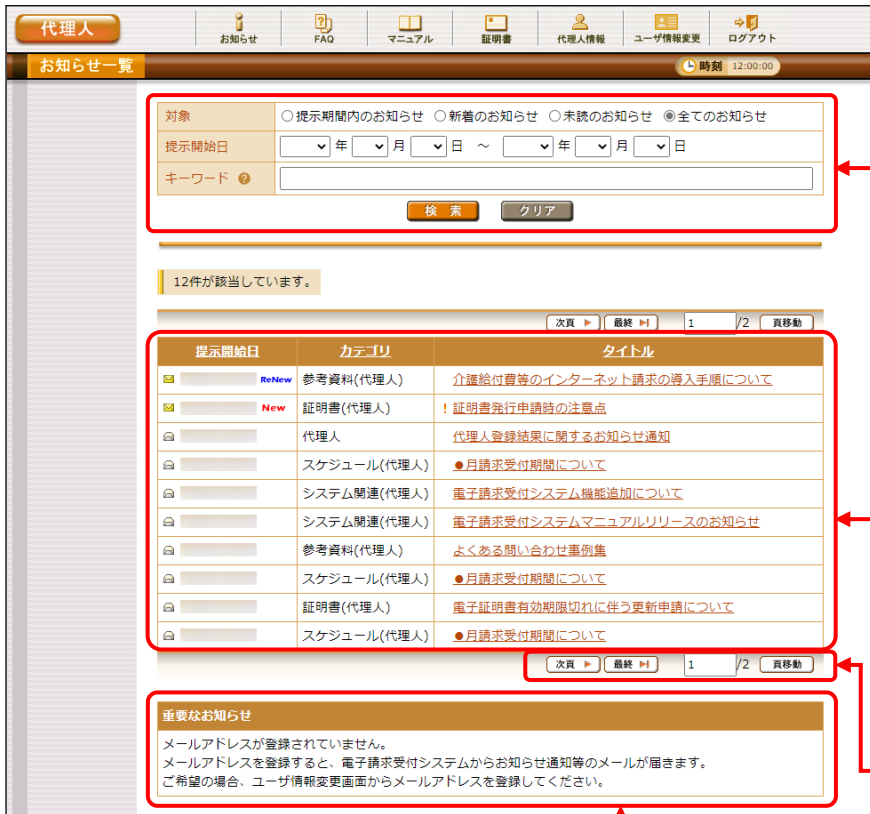 代理人
お知らせ FAQ マニュアル 証明書 代理人情報 ユーザ情報変更 ログアウト
お知らせ一覧 時刻 12:00:00
対象 提示期間内のお知らせ 新着のお知らせ 未読のお知らせ 全てのお知らせ
提示開始日 年 月 日 ～ 年 月 日
キーワード ?
検 索 クリア
12件が該当しています。
次頁 最終 1 /2 頁移動
提示開始日 カテゴリ タイトル
ReNew 参考資料(代理人) 介護給付費等のインターネット請求の導入手順について
New 証明書(代理人) ! 証明書発行申請時の注意点
代理人 代理人登録結果に関するお知らせ通知
スケジュール(代理人) ●月請求受付期間について
システム関連(代理人) 電子請求受付システム機能追加について
システム関連(代理人) 電子請求受付システムマニュアルリリースのお知らせ
参考資料(代理人) よくある問い合わせ事例集
スケジュール(代理人) ●月請求受付期間について
証明書(代理人) 電子証明書有効期限切れに伴う更新申請について
スケジュール(代理人) ●月請求受付期間について
次頁 最終 1 /2 頁移動
重要なお知らせ
メールアドレスが登録されていません。
メールアドレスを登録すると、電子請求受付システムからお知らせ通知等のメールが届きます。
ご希望の場合、ユーザ情報変更画面からメールアドレスを登録してください。